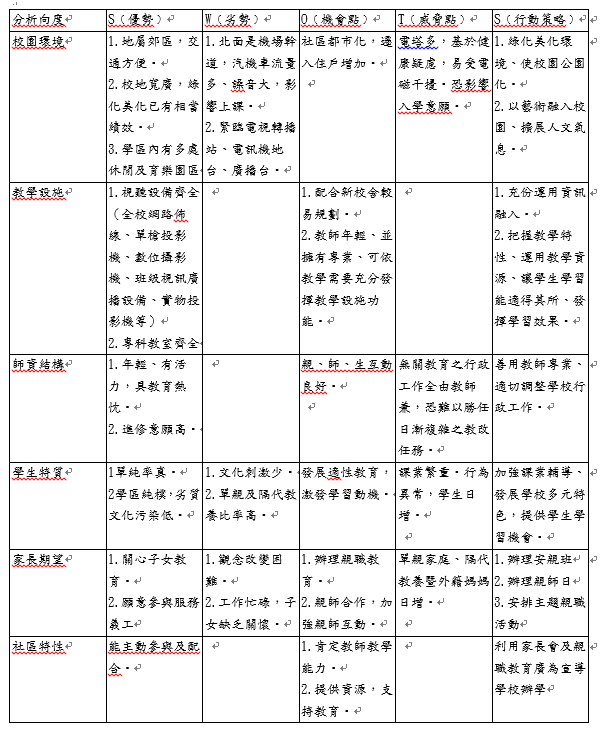 分析向度 S（優勢） W（劣勢） O（機會點） T（威脅點） S（行動策略）
校園環境
1.地屬郊區，交
通方便。
2.校地寬廣，綠
化美化已有相當
績效。
3.學區內有多處
休閒及育樂園區
1.北面是機場幹
道，汽機車流量
多、噪音大，影
響上課。
2.緊臨電視轉播
站、電訊機地
台、廣播台。
社區都市化，遷
入住戶增加。
電塔多，基於健
康疑慮，易受電
磁干擾。恐影響
入學意願。
1.綠化美化環
境、使校園公園
化。
2.以藝術融入校
園、擴展人文氣
息。
教學設施
1.視聽設備齊全
（全校網路佈
線、單槍投影
機、數位攝影
機、班級視訊廣
播設備、實物投
影機等）
2.專科教室齊全
1.配合新校舍較
易規劃。
2.教師年輕、並
擁有專業、可依
教學需要充分發
揮教學設施功
能。
1.充份運用資訊
融入。
2.把握教學特
性、運用教學資
源、讓學生學習
能適得其所、發
揮學習效果。
師資結構
1.年輕、有活
力，具教育熱
忱。
2.進修意願高。
親、師、生互動
良好。
無關教育之行政
工作全由教師
兼，恐難以勝任
日漸複雜之教改
任務。
善用教師專業、
適切調整學校行
政工作。
學生特質
1單純率真。
2學區純樸，劣質
文化污染低。
1.文化刺激少。
2.單親及隔代教
養比率高。
發展適性教育，
激發學習動機。
課業繁重。行為
異常，學生日
增。
加強課業輔導、
發展學校多元特
色，提供學生學
習機會。
家長期望
1.關心子女教
育。
2.願意參與服務
義工
1.觀念改變困
難。
2.工作忙碌，子
女缺乏關懷。
1.辦理親職教
育。
2.親師合作，加
強親師互動。
單親家庭、隔代
教養暨外籍媽媽
日增。
1.辦理安親班
2.辦理親師日
3.安排主題親職
活動
社區特性
能主動參與及配
合。
1.肯定教師教學
能力。
2.提供資源，支
持教育。
利用家長會及親
職教育廣為宣導
學校辦學